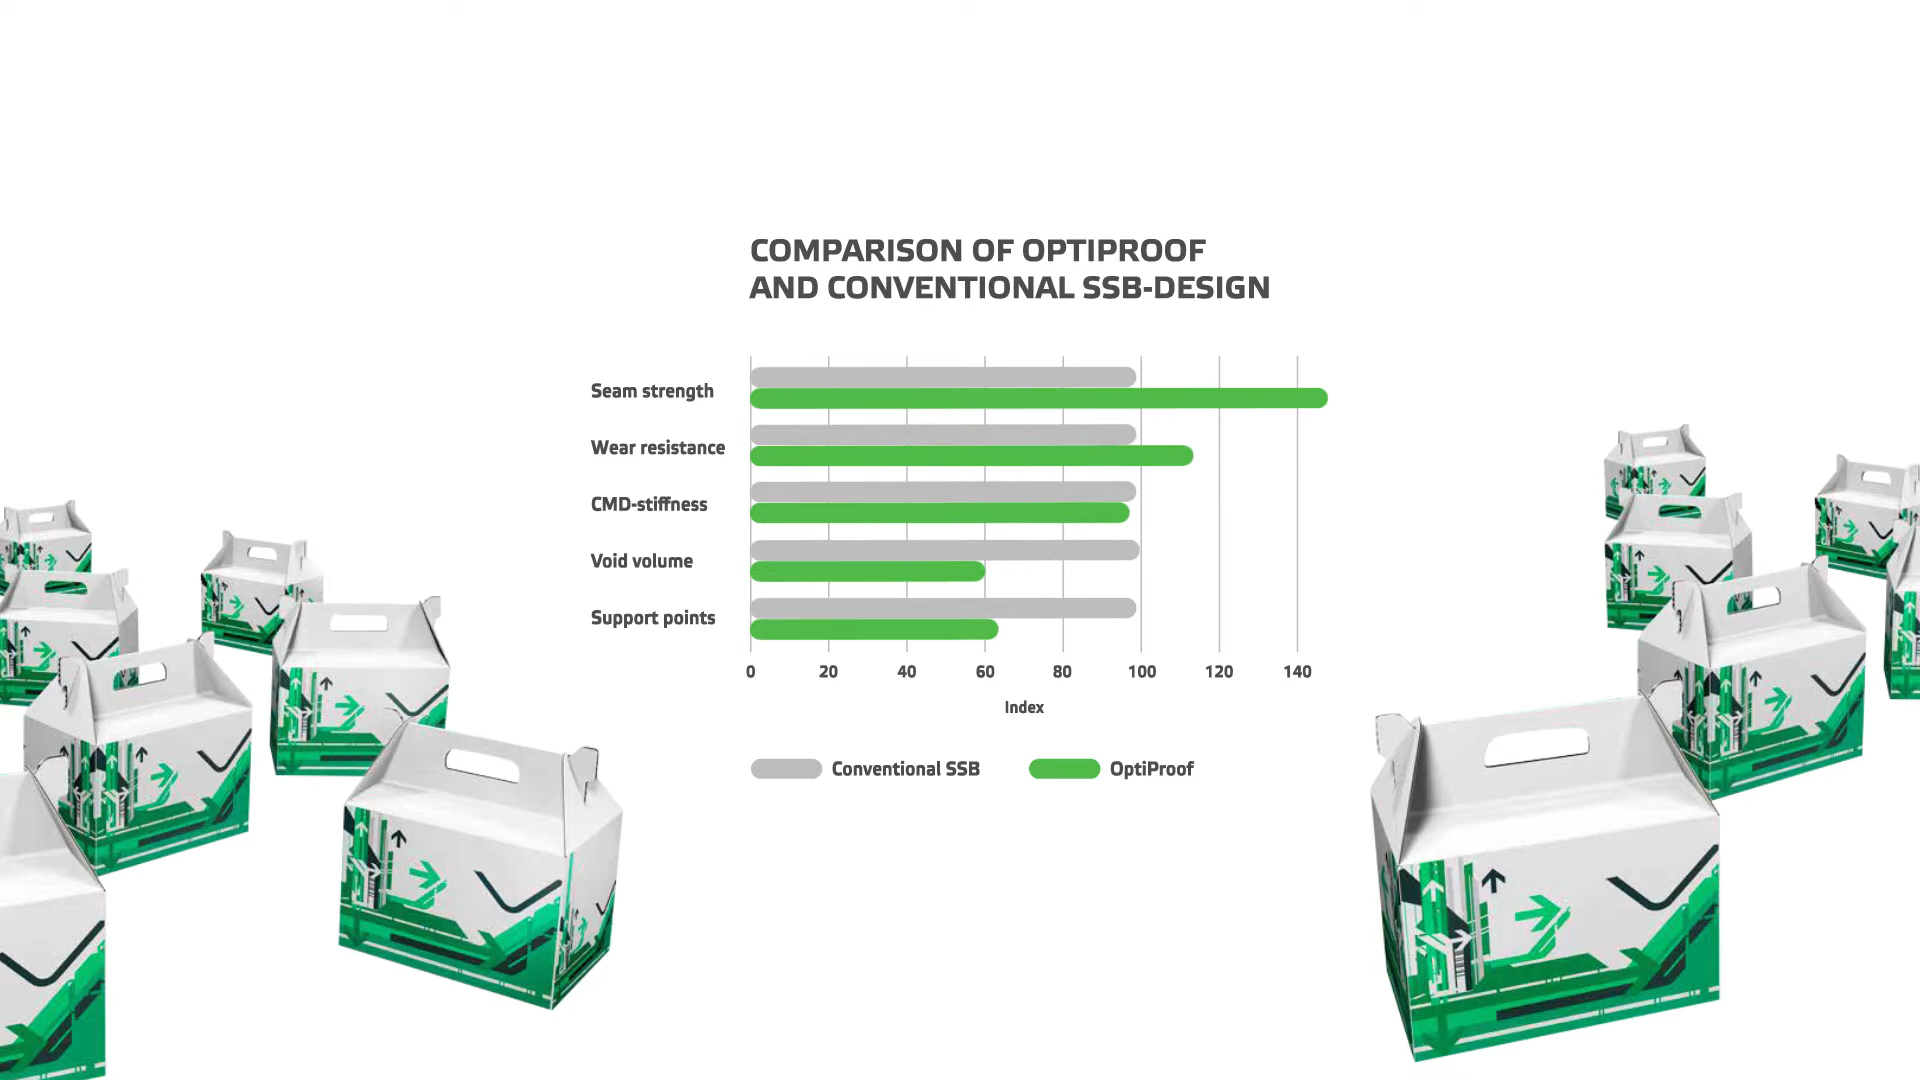 COMPARISON OF OPTIPROOF
AND CONVENTIONAL SSB-DESIGN
Seam strength
Wear resistance
CMD-stiffness
Void volume
Support points
0 20 40 60 80 100 120 140
Index
Conventional SSB OptiProof